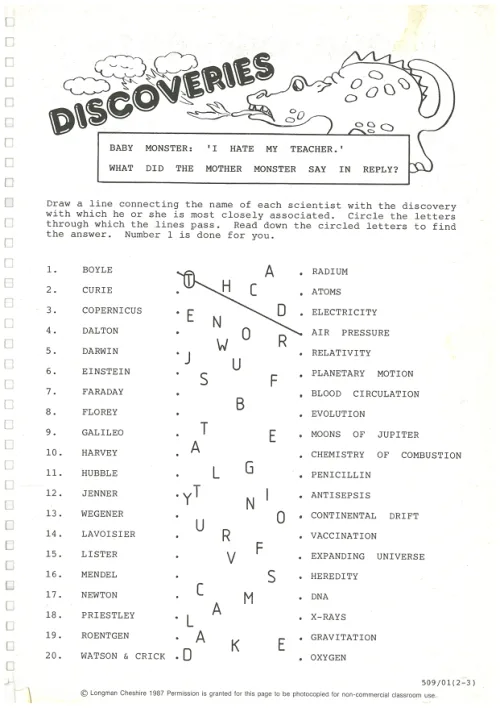 DISCOVERIES
BABY MONSTER: 'I HATE MY TEACHER.'
WHAT DID THE MOTHER MONSTER SAY IN REPLY?
Draw a line connecting the name of each scientist with the discovery
with which he or she is most closely associated. Circle the letters
through which the lines pass. Read down the circled letters to find
the answer. Number 1 is done for you.
1. BOYLE T A . RADIUM
2. CURIE . H C . ATOMS
3. COPERNICUS . E N D . ELECTRICITY
4. DALTON . O R . AIR PRESSURE
5. DARWIN . J W U . RELATIVITY
6. EINSTEIN . S F . PLANETARY MOTION
7. FARADAY . B . BLOOD CIRCULATION
8. FLOREY . . EVOLUTION
9. GALILEO . T E . MOONS OF JUPITER
10. HARVEY . A . CHEMISTRY OF COMBUSTION
11. HUBBLE . L G . PENICILLIN
12. JENNER . Y T N I . ANTISEPSIS
13. WEGENER . U O . CONTINENTAL DRIFT
14. LAVOISIER . R . VACCINATION
15. LISTER . V F . EXPANDING UNIVERSE
16. MENDEL . S . HEREDITY
17. NEWTON . C M . DNA
18. PRIESTLEY . L A . X-RAYS
19. ROENTGEN . A K E . GRAVITATION
20. WATSON & CRICK . D . OXYGEN
509/01(2-3)
© Longman Cheshire 1987 Permission is granted for this page to be photocopied for non-commercial classroom use.